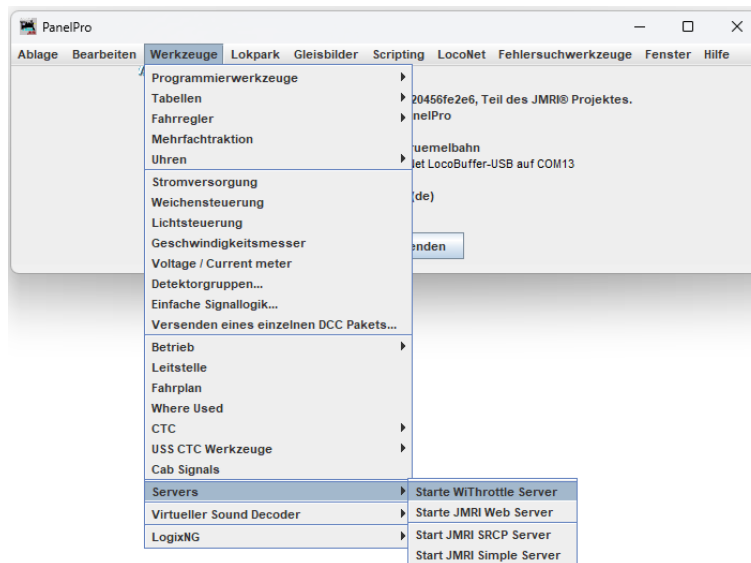 PanelPro
Ablage Bearbeiten Werkzeuge Lokpark Gleisbilder Scripting LocoNet Fehlersuchwerkzeuge Fenster Hilfe
Programmierwerkzeuge
Tabellen
20456fe2e6, Teil des JMRI® Projektes.
Fahrregler
nelPro
Mehrfachtraktion
uemelbahn
Uhren
let LocoBuffer-USB auf COM13
Stromversorgung
Weichensteuerung
(de)
Lichtsteuerung
Geschwindigkeitsmesser
enden
Voltage / Current meter
Detektorgruppen...
Einfache Signallogik...
Versenden eines einzelnen DCC Pakets...
Betrieb
Leitstelle
Fahrplan
Where Used
CTC
USS CTC Werkzeuge
Cab Signals
Servers
Starte WiThrottle Server
Virtueller Sound Decoder
Starte JMRI Web Server
LogixNG
Start JMRI SRCP Server
Start JMRI Simple Server